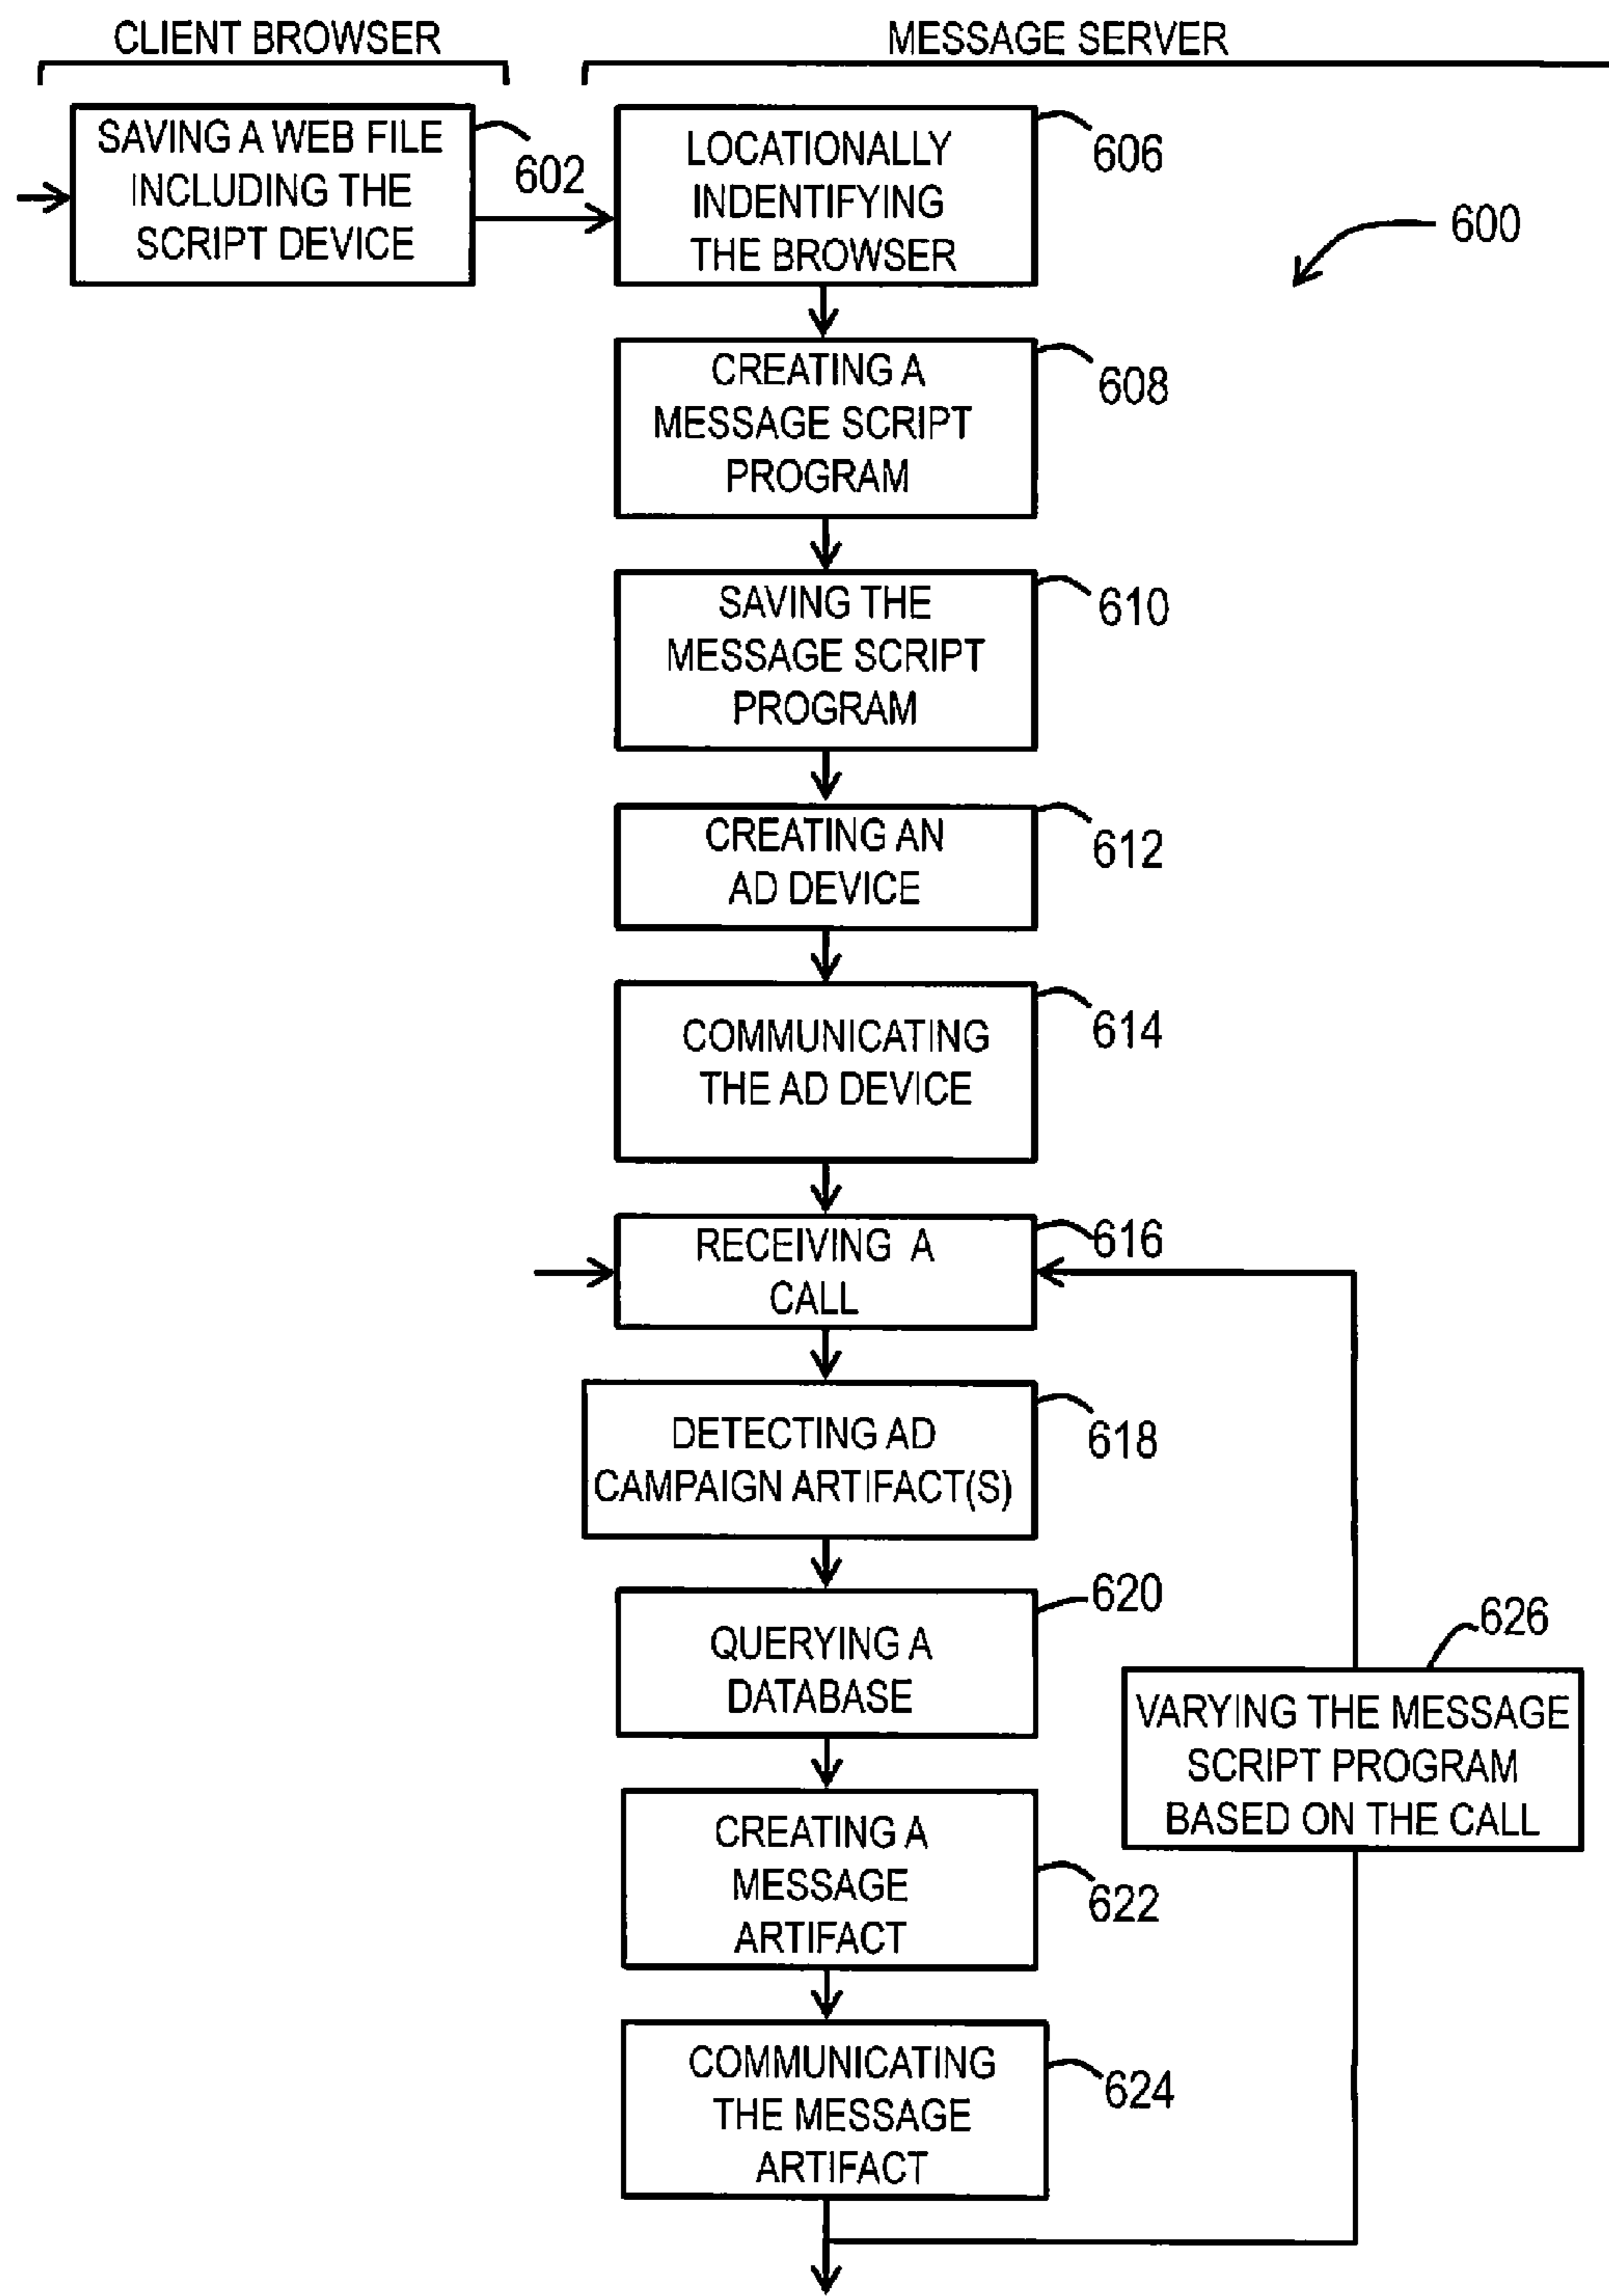 CLIENT BROWSER
MESSAGE SERVER
SAVING A WEB FILE
INCLUDING THE
SCRIPT DEVICE
602
LOCATIONALLY
INDENTIFYING
THE BROWSER
606
600
CREATING A
MESSAGE SCRIPT
PROGRAM
608
SAVING THE
MESSAGE SCRIPT
PROGRAM
610
CREATING AN
AD DEVICE
612
COMMUNICATING
THE AD DEVICE
614
RECEIVING A
CALL
616
DETECTING AD
CAMPAIGN ARTIFACT(S)
618
QUERYING A
DATABASE
620
VARYING THE MESSAGE
SCRIPT PROGRAM
BASED ON THE CALL
626
CREATING A
MESSAGE
ARTIFACT
622
COMMUNICATING
THE MESSAGE
ARTIFACT
624